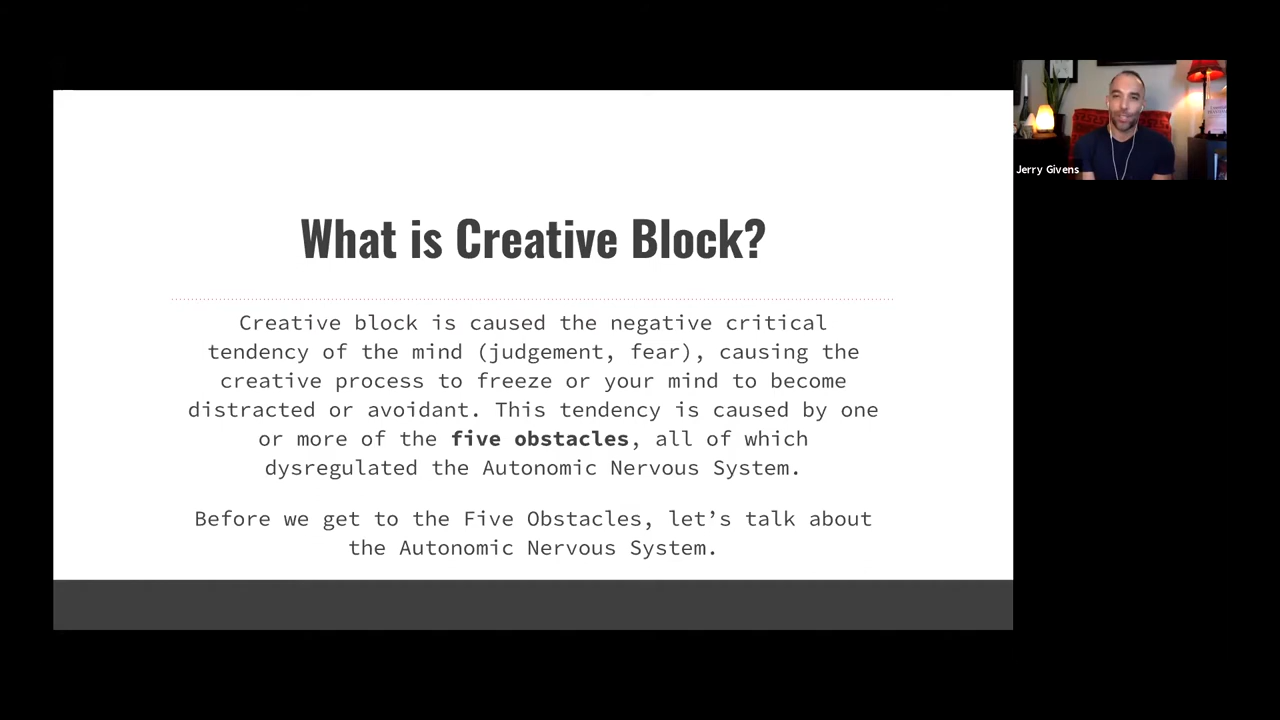 What is Creative Block?
Creative block is caused the negative critical
tendency of the mind (judgement, fear), causing the
creative process to freeze or your mind to become
distracted or avoidant. This tendency is caused by one
or more of the five obstacles, all of which
dysregulated the Autonomic Nervous System.
Before we get to the Five Obstacles, let’s talk about
the Autonomic Nervous System.
Jerry Givens